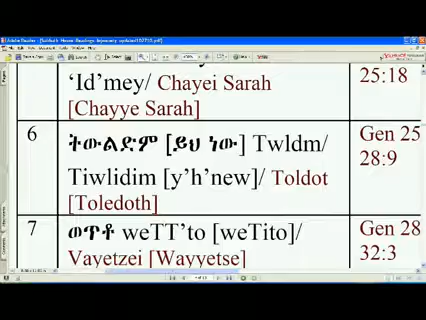 'Id'mey/ Chayei Sarah
[Chayye Sarah]
25:18
6
ትውልድም [ይህ ነው] Twldm/
Tiwlidim [y'h'new]/ Toldot
[Toledoth]
Gen 25
28:9
7
ወጥቶ weTT'to [weTito]/
Vayetzei [Wayyetse]
Gen 28
32:3